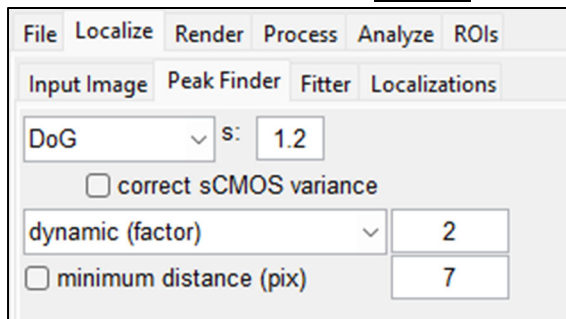 File Localize Render Process Analyze ROIs
Input Image Peak Finder Fitter Localizations
DoG s: 1.2
correct sCMOS variance
dynamic (factor) 2
minimum distance (pix) 7